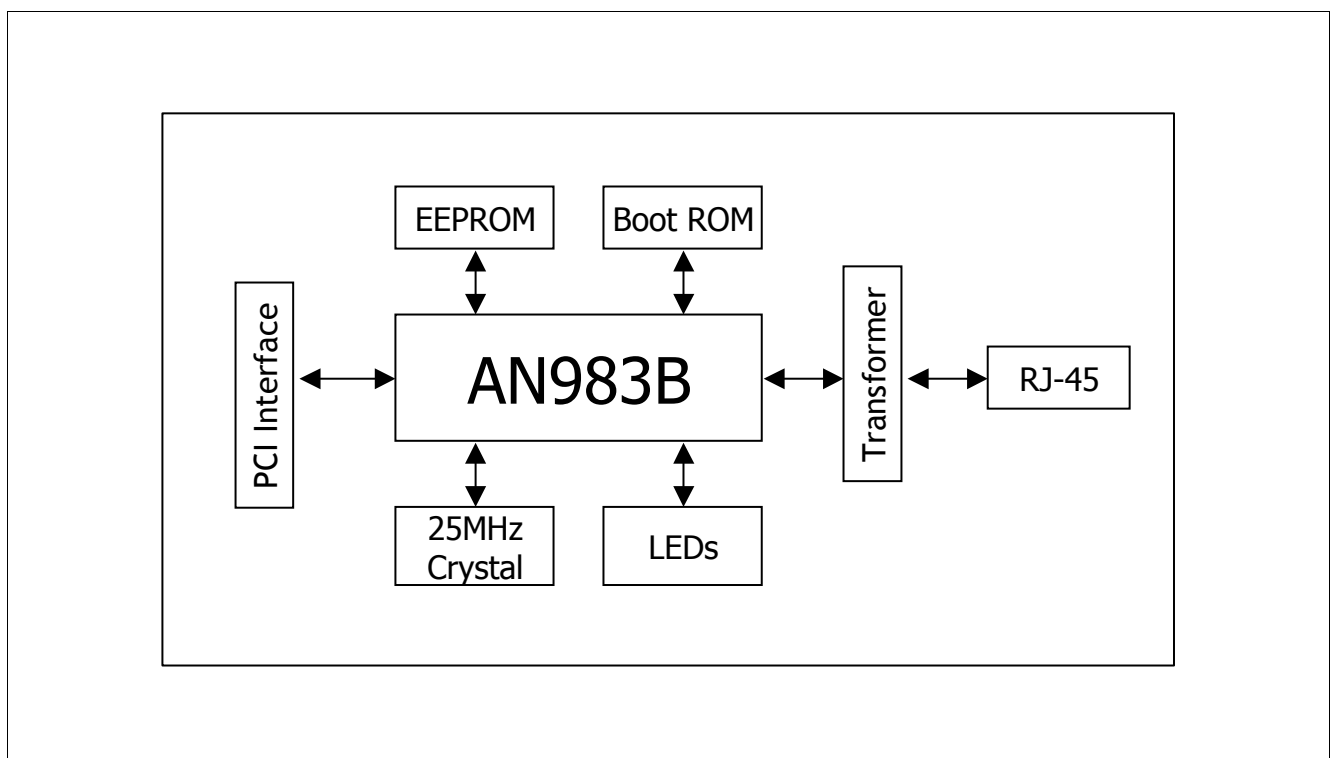 EEPROM
Boot ROM
PCI Interface
AN983B
Transformer
RJ-45
25MHz
Crystal
LEDs